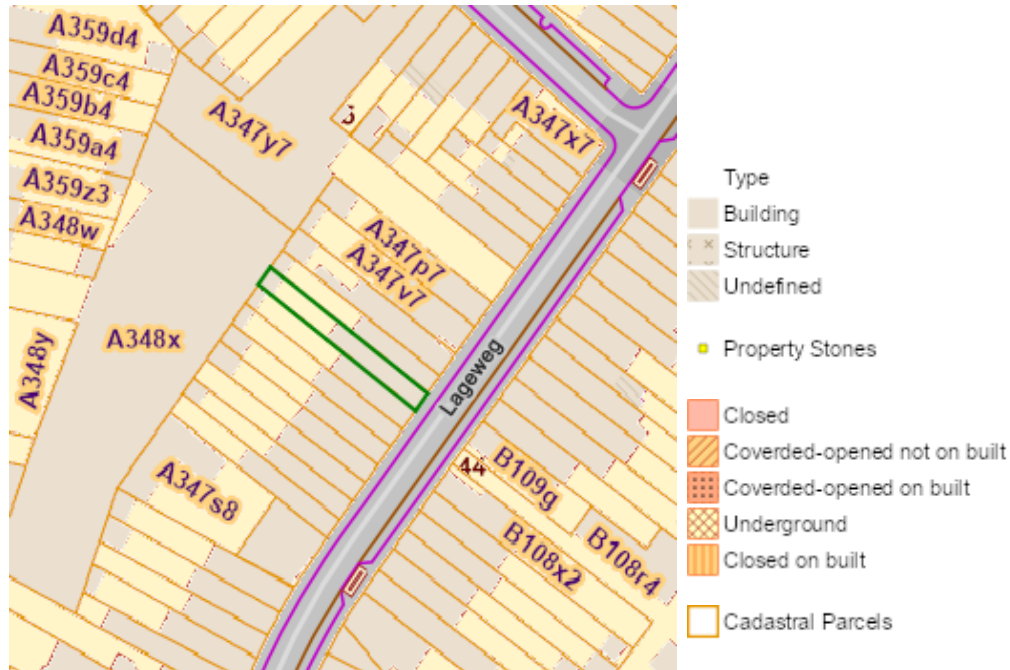 A359d4
A359c4
A359b4
A359a4
A359z3
A348w
A347y7
A347x7
A347p7
A347v7
A348x
A348y
Lageweg
A347s8
44
B109g
B108r4
B108x2
Type
Building
Structure
Undefined
Property Stones
Closed
Coverded-opened not on built
Coverded-opened on built
Underground
Closed on built
Cadastral Parcels